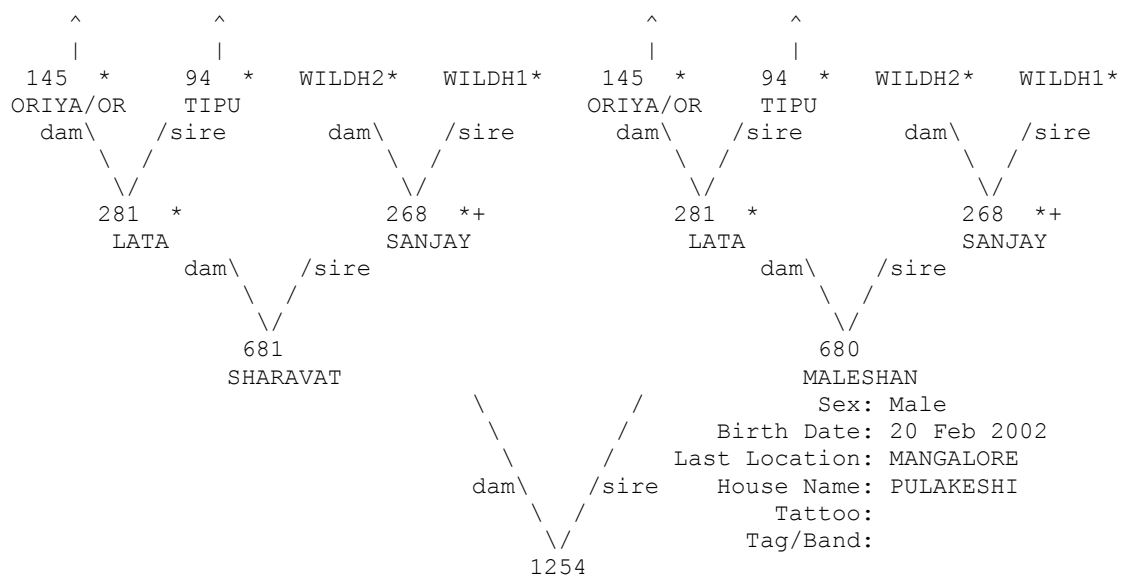 ^ ^ ^ ^
| | | |
145 * 94 * WILDH2* WILDH1* 145 * 94 * WILDH2* WILDH1*
ORIYA/OR TIPU ORIYA/OR TIPU
dam\ /sire dam\ /sire dam\ /sire dam\ /sire
\ / \ / \ / \ /
\/ \/ \/ \/
281 * 268 *+ 281 * 268 *+
LATA SANJAY LATA SANJAY
dam\ /sire dam\ /sire
\ / \ /
\/ \/
681 680
SHARAVAT MALESHAN
\ / Sex: Male
\ / Birth Date: 20 Feb 2002
\ / Last Location: MANGALORE
dam\ /sire House Name: PULAKESHI
\ / Tattoo:
\/ Tag/Band:
1254